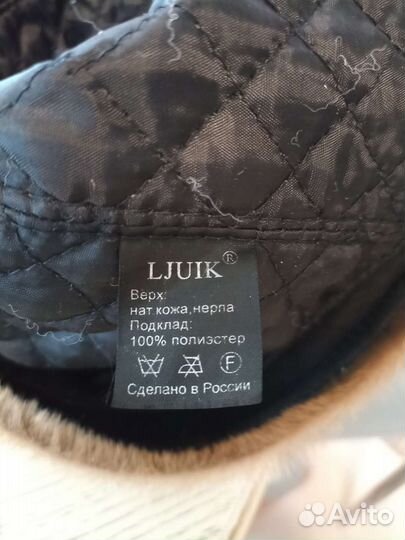 LJUIK®
Верх:
нат кожа,нерпа
Подклад:
100% полиэстер
F
Сделано в России
Avito